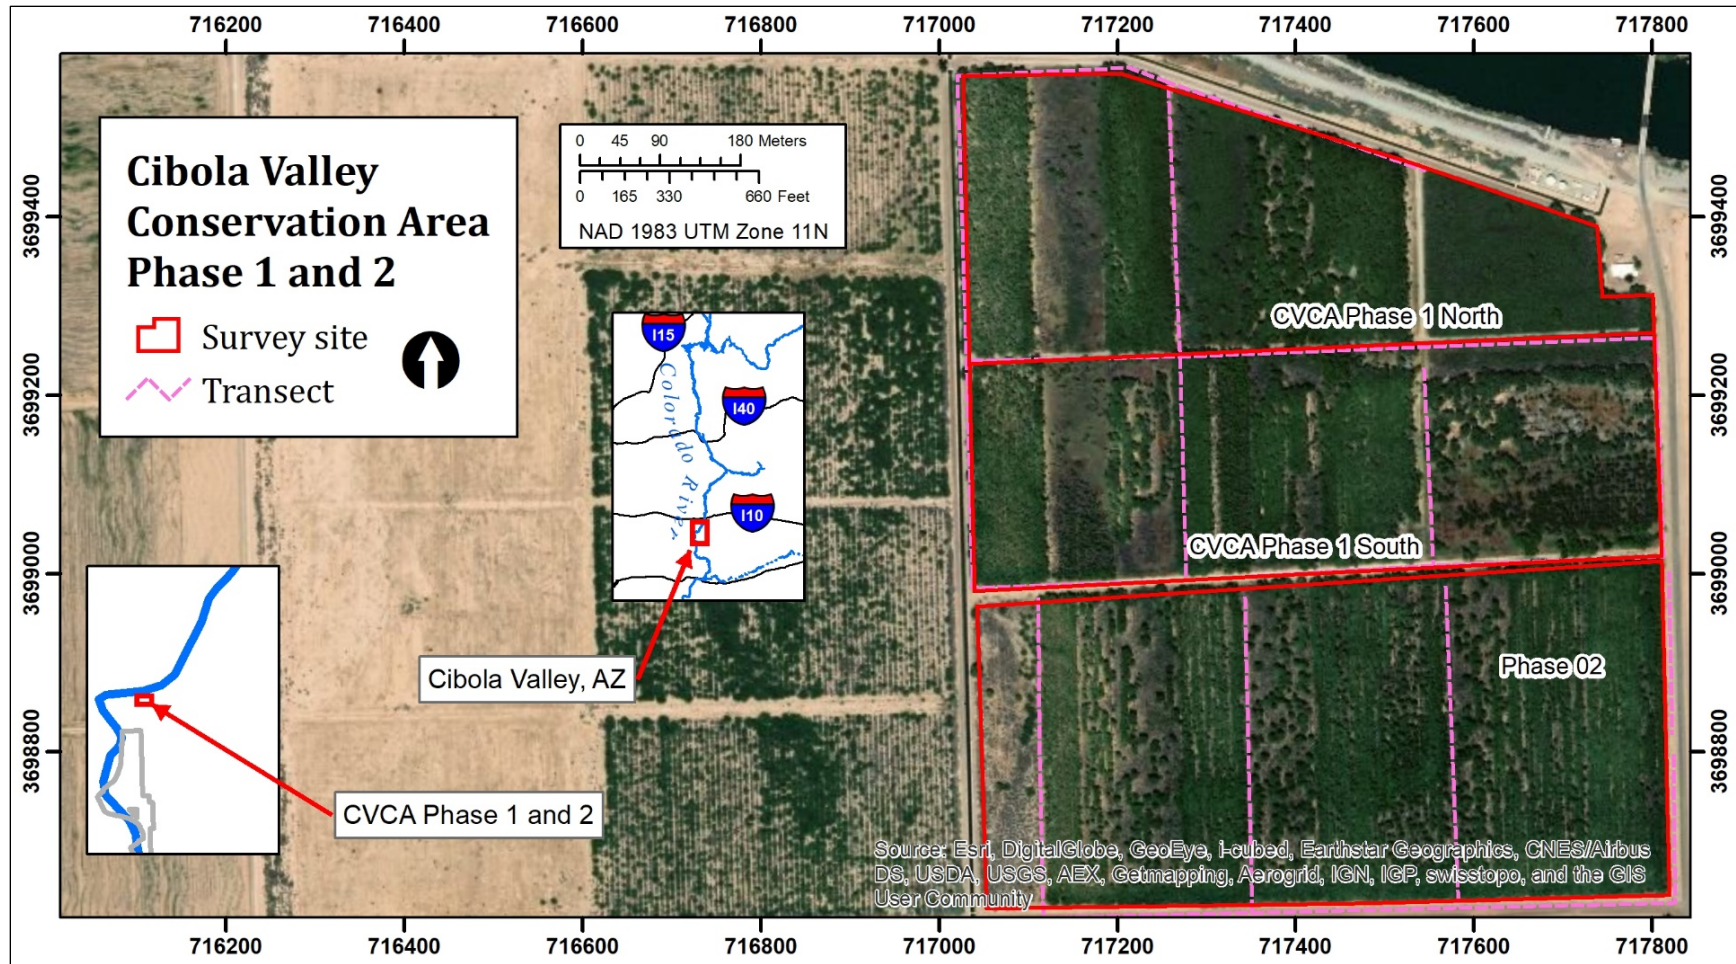 716200 716400 716600 716800 717000 717200 717400 717600 717800
Cibola Valley
Conservation Area
Phase 1 and 2
Survey site
Transect
0 45 90 180 Meters
0 165 330 660 Feet
NAD 1983 UTM Zone 11N
3699400
3699200
3699000
3698800
I15
I40
I10
Colorado River
Cibola Valley, AZ
CVCA Phase 1 and 2
CVCA Phase 1 North
CVCA Phase 1 South
Phase 02
3699400
3699200
3699000
3698800
Source: Esri, DigitalGlobe, GeoEye, i-cubed, Earthstar Geographics, CNES/Airbus
DS, USDA, USGS, AEX, Getmapping, Aerogrid, IGN, IGP, swisstopo, and the GIS
User Community
716200 716400 716600 716800 717000 717200 717400 717600 717800